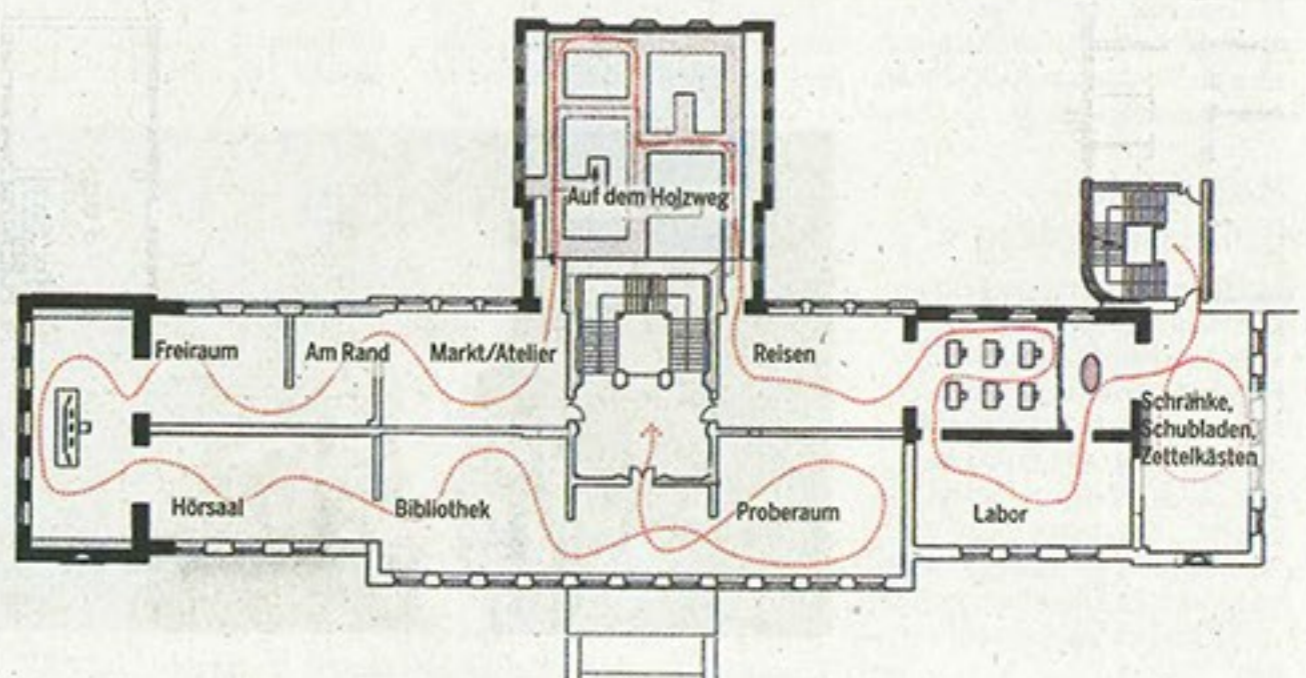 Auf dem Holzweg
Freiraum
Am Rand
Markt/Atelier
Reisen
Schränke,
Schubladen,
Zettelkästen
Hörsaal
Bibliothek
Proberaum
Labor